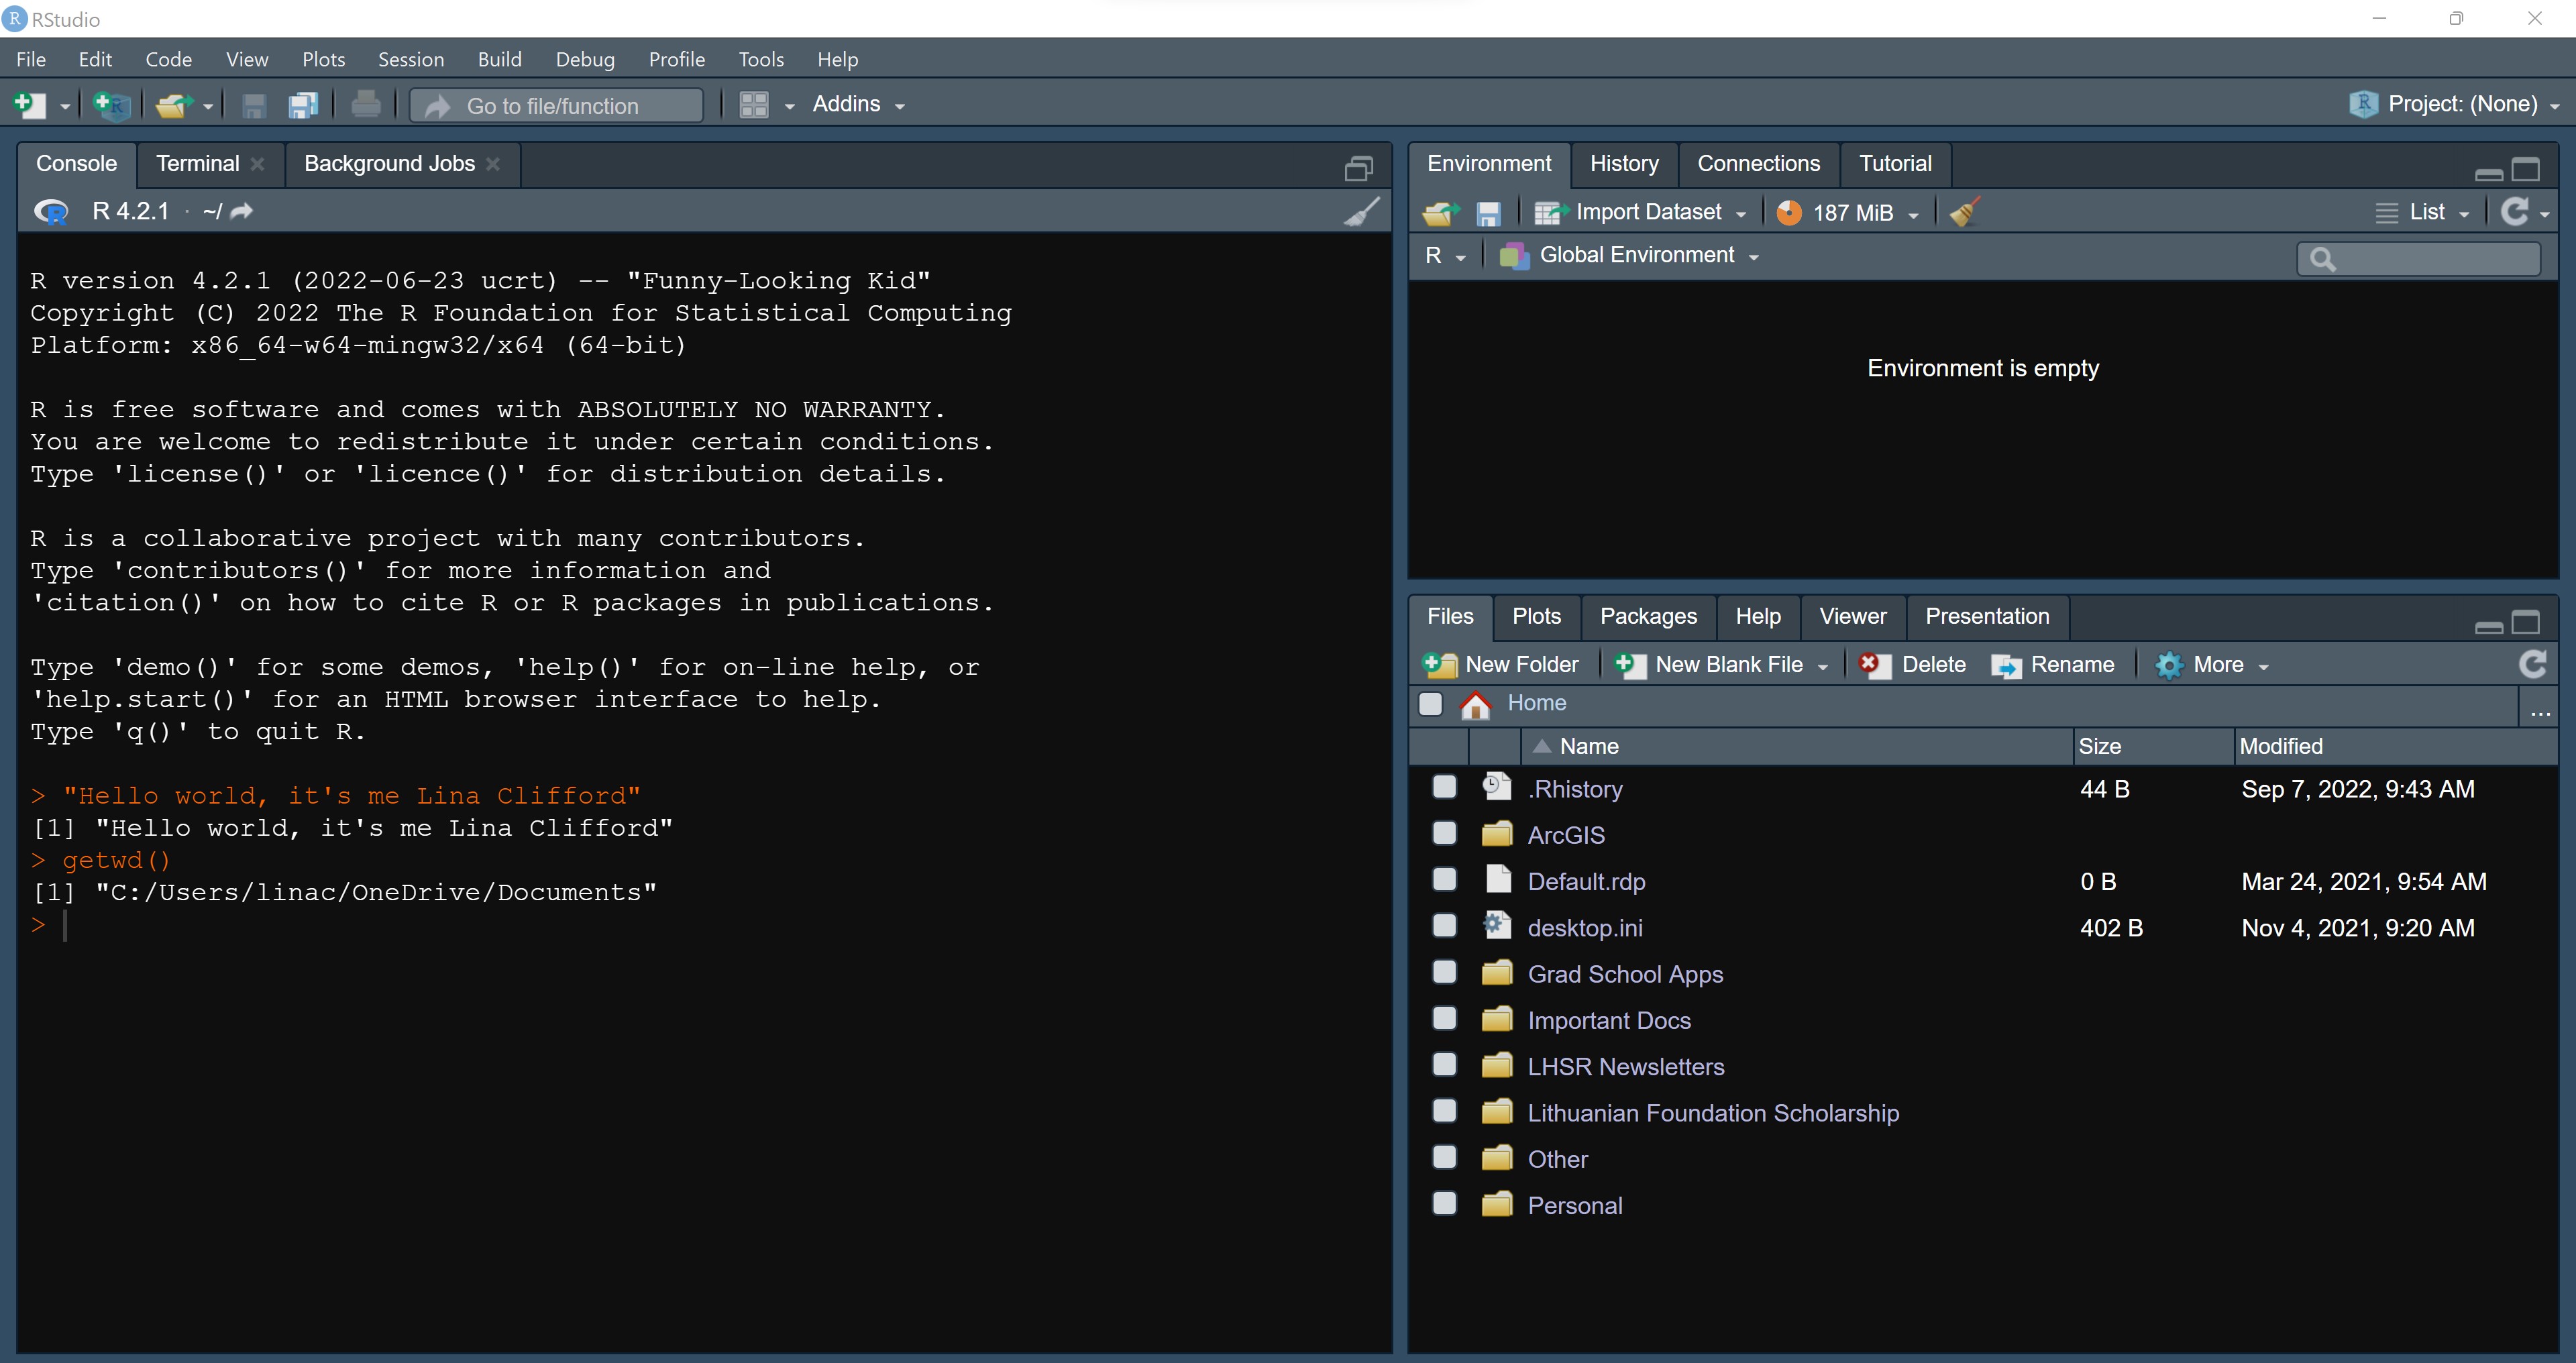 RStudio
File Edit Code View Plots Session Build Debug Profile Tools Help
Go to file/function Addins Project: (None)
Console Terminal Background Jobs
R 4.2.1 · ~/
R version 4.2.1 (2022-06-23 ucrt) -- "Funny-Looking Kid"
Copyright (C) 2022 The R Foundation for Statistical Computing
Platform: x86_64-w64-mingw32/x64 (64-bit)
R is free software and comes with ABSOLUTELY NO WARRANTY.
You are welcome to redistribute it under certain conditions.
Type 'license()' or 'licence()' for distribution details.
R is a collaborative project with many contributors.
Type 'contributors()' for more information and
'citation()' on how to cite R or R packages in publications.
Type 'demo()' for some demos, 'help()' for on-line help, or
'help.start()' for an HTML browser interface to help.
Type 'q()' to quit R.
> "Hello world, it's me Lina Clifford"
[1] "Hello world, it's me Lina Clifford"
> getwd()
[1] "C:/Users/linac/OneDrive/Documents"
>
Environment History Connections Tutorial
Import Dataset 187 MiB List
R Global Environment
Environment is empty
Files Plots Packages Help Viewer Presentation
New Folder New Blank File Delete Rename More
Home ...
Name Size Modified
.Rhistory 44 B Sep 7, 2022, 9:43 AM
ArcGIS
Default.rdp 0 B Mar 24, 2021, 9:54 AM
desktop.ini 402 B Nov 4, 2021, 9:20 AM
Grad School Apps
Important Docs
LHSR Newsletters
Lithuanian Foundation Scholarship
Other
Personal